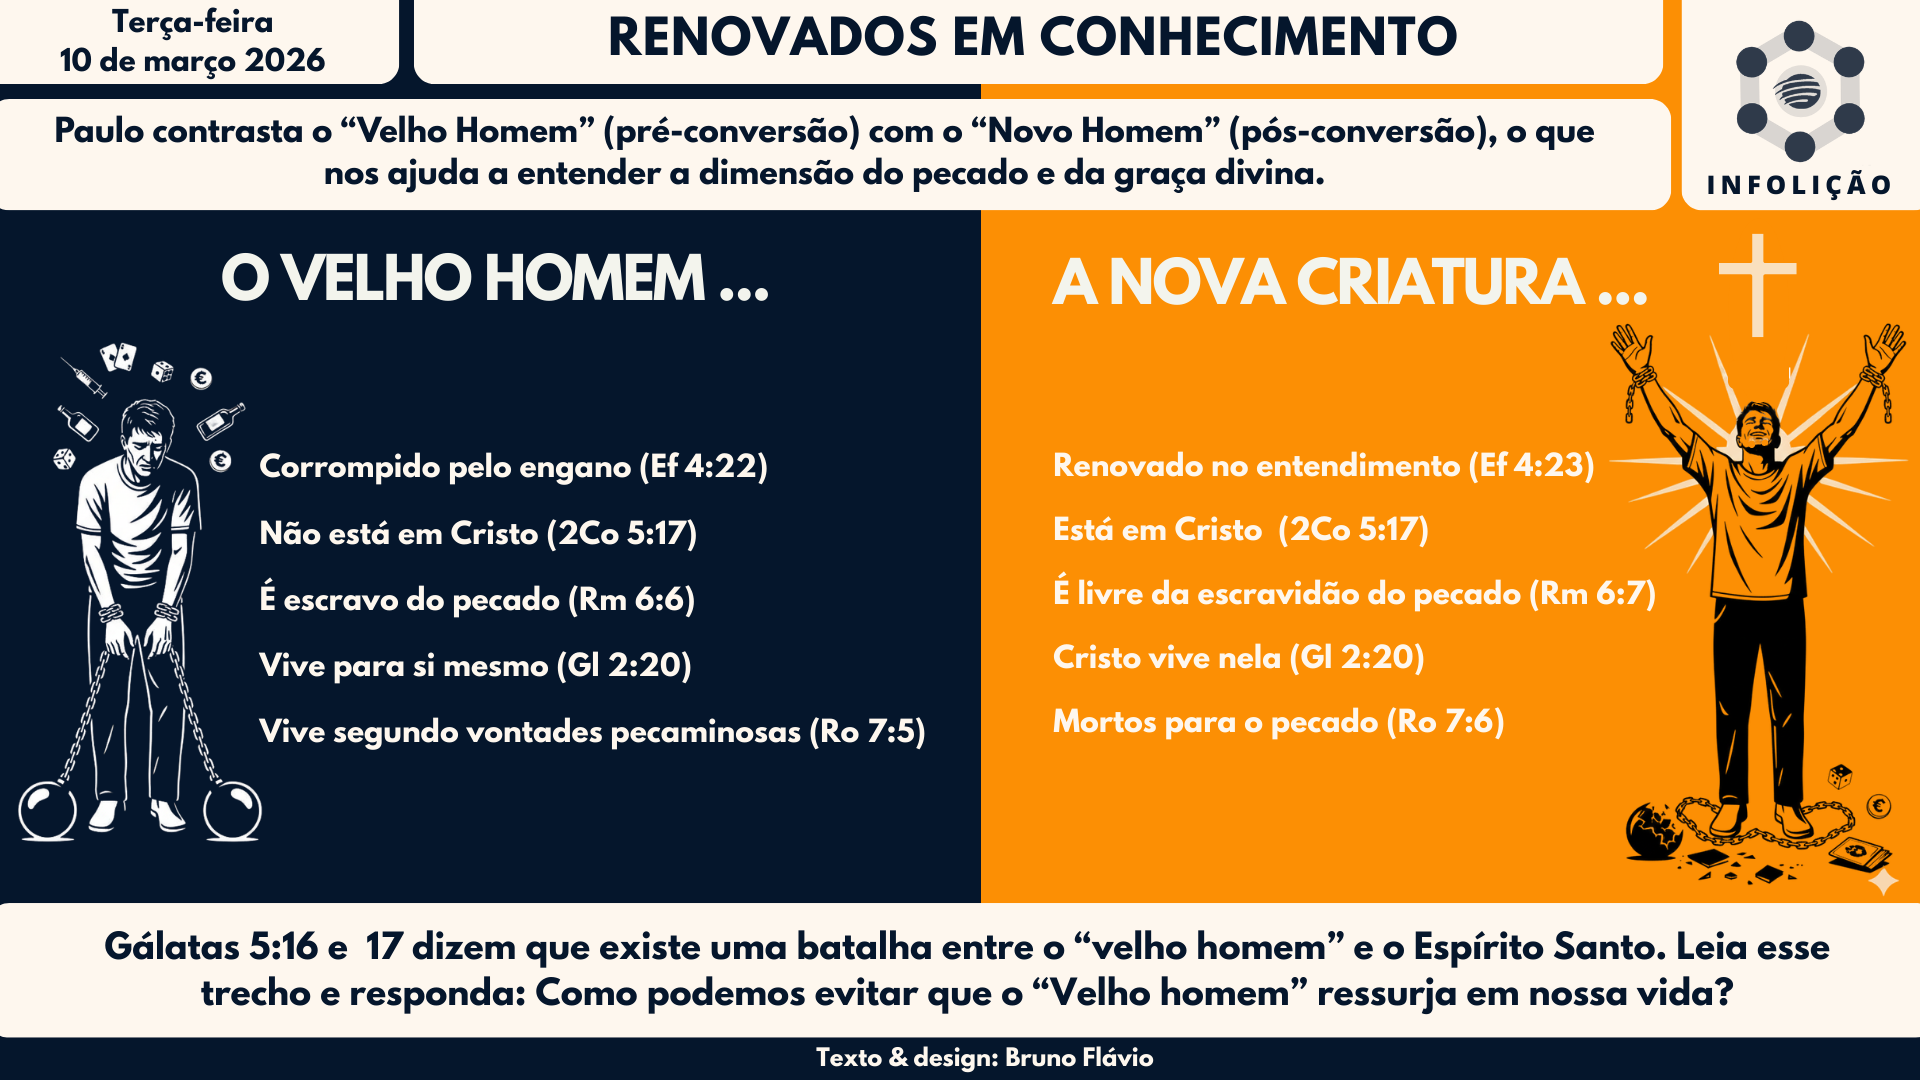 Terça-feira
10 de março 2026
RENOVADOS EM CONHECIMENTO
INFOLIÇÃO
Paulo contrasta o “Velho Homem” (pré-conversão) com o “Novo Homem” (pós-conversão), o que
nos ajuda a entender a dimensão do pecado e da graça divina.
O VELHO HOMEM ...
Corrompido pelo engano (Ef 4:22)
Não está em Cristo (2Co 5:17)
É escravo do pecado (Rm 6:6)
Vive para si mesmo (Gl 2:20)
Vive segundo vontades pecaminosas (Ro 7:5)
A NOVA CRIATURA ...
Renovado no entendimento (Ef 4:23)
Está em Cristo  (2Co 5:17)
É livre da escravidão do pecado (Rm 6:7)
Cristo vive nela (Gl 2:20)
Mortos para o pecado (Ro 7:6)
Gálatas 5:16 e  17 dizem que existe uma batalha entre o “velho homem” e o Espírito Santo. Leia esse
trecho e responda: Como podemos evitar que o “Velho homem” ressurja em nossa vida?
Texto & design: Bruno Flávio